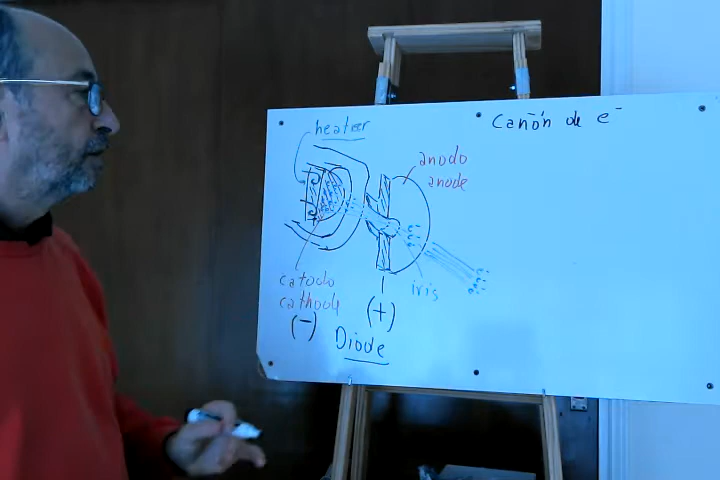 Cañón de e⁻
heater
anodo
anode
catodo
cathode
(-)
iris
(+)
Diode